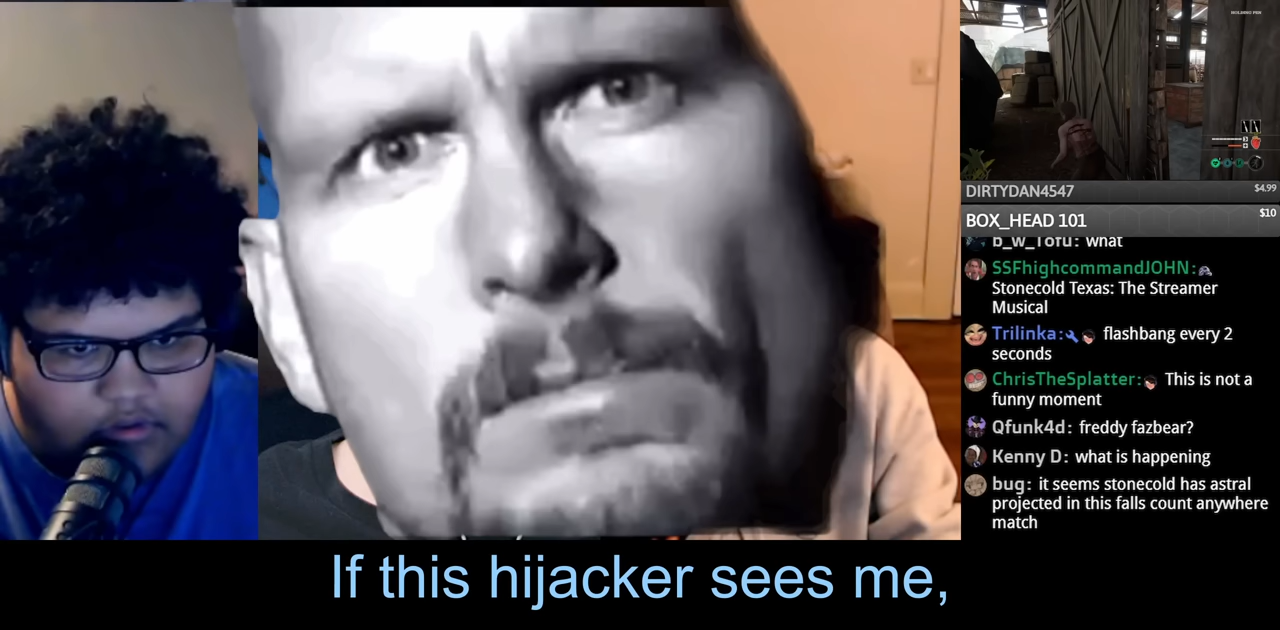 HOLDING PEN
DIRTYDAN4547 $4.99
BOX_HEAD 101 $10
b_w_Tofu: what
SSFhighcommandJOHN:
Stonecold Texas: The Streamer
Musical
Trilinka: flashbang every 2
seconds
ChrisTheSplatter: This is not a
funny moment
Qfunk4d: freddy fazbear?
Kenny D: what is happening
bug: it seems stonecold has astral
projected in this falls count anywhere
match
If this hijacker sees me,